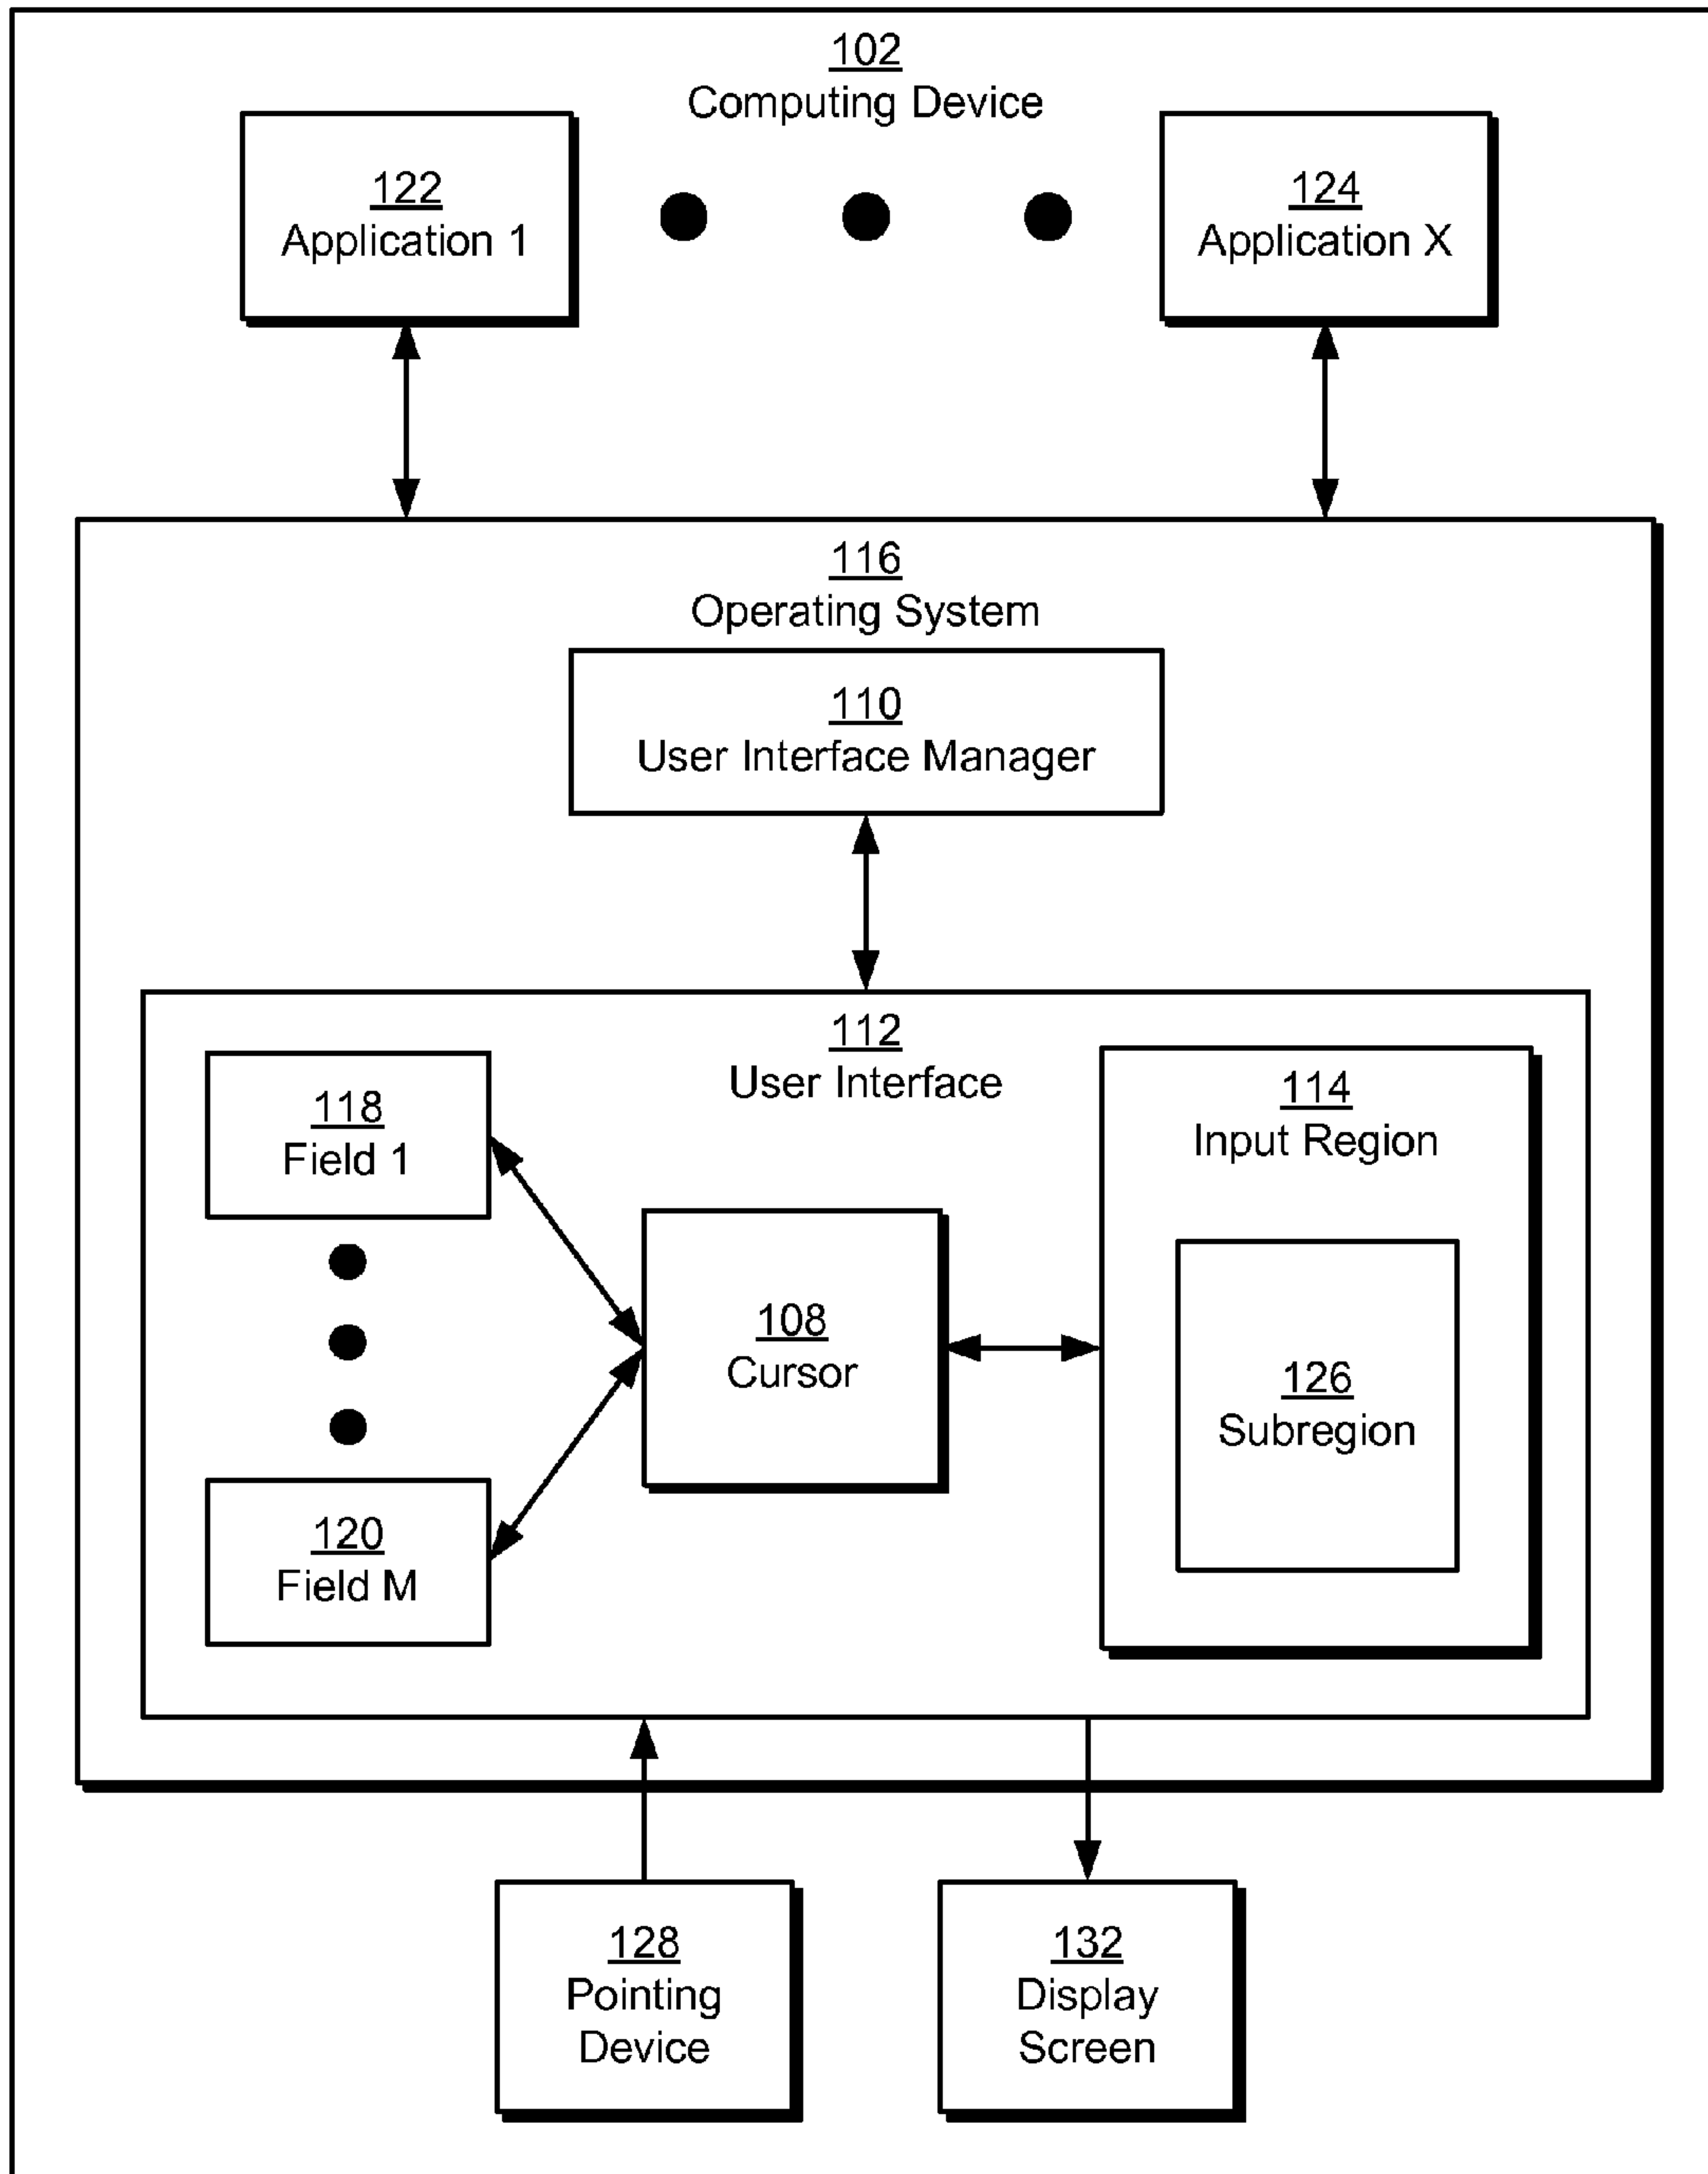 102
Computing Device
122
Application 1
124
Application X
116
Operating System
110
User Interface Manager
112
User Interface
118
Field 1
114
Input Region
108
Cursor
126
Subregion
120
Field M
128
Pointing
Device
132
Display
Screen